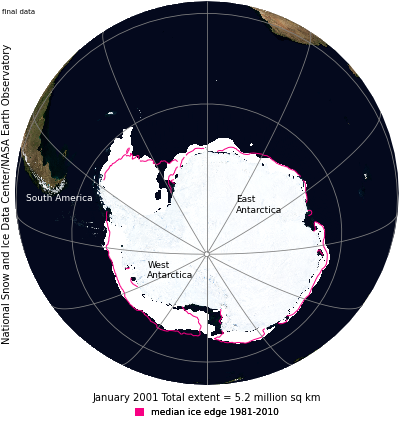 final data
National Snow and Ice Data Center/NASA Earth Observatory
South America
East
Antarctica
West
Antarctica
January 2001 Total extent = 5.2 million sq km
median ice edge 1981-2010